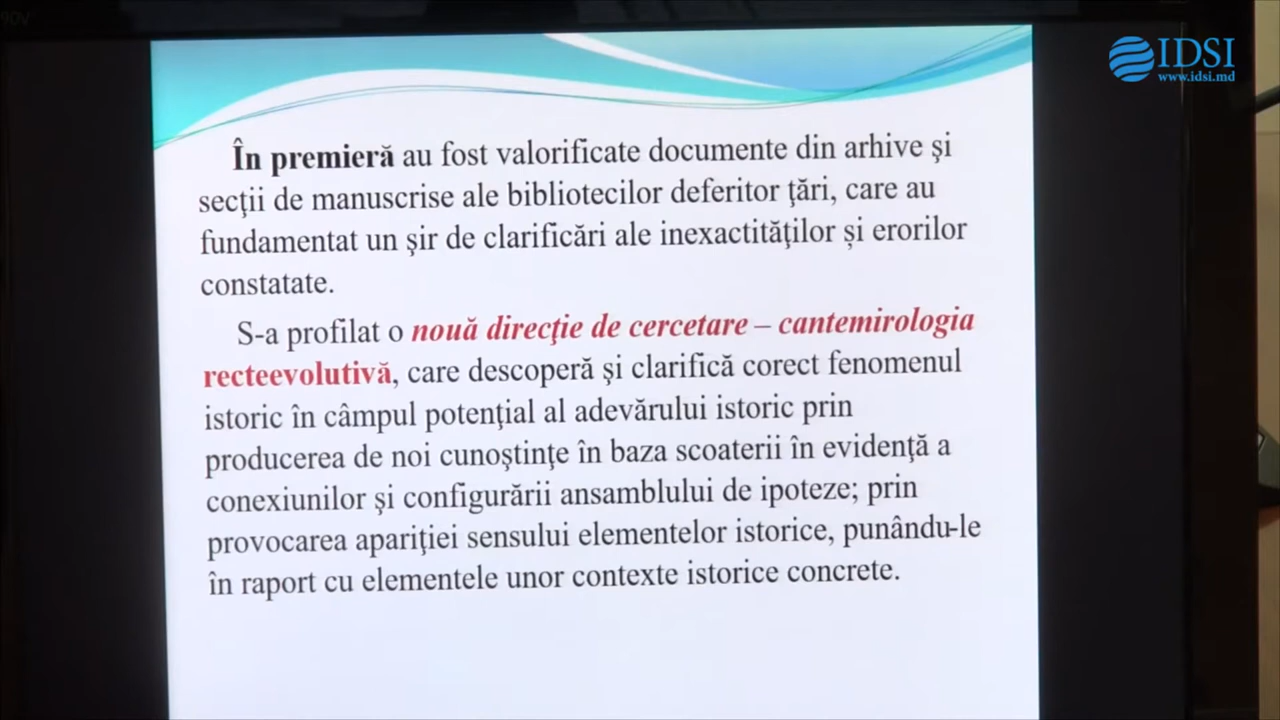 IDSI
www.idsi.md
În premieră au fost valorificate documente din arhive şi
secţii de manuscrise ale bibliotecilor deferitor ţări, care au
fundamentat un şir de clarificări ale inexactităţilor și erorilor
constatate.
S-a profilat o nouă direcţie de cercetare – cantemirologia
recteevolutivă, care descoperă şi clarifică corect fenomenul
istoric în câmpul potenţial al adevărului istoric prin
producerea de noi cunoştinţe în baza scoaterii în evidenţă a
conexiunilor şi configurării ansamblului de ipoteze; prin
provocarea apariţiei sensului elementelor istorice, punându-le
în raport cu elementele unor contexte istorice concrete.